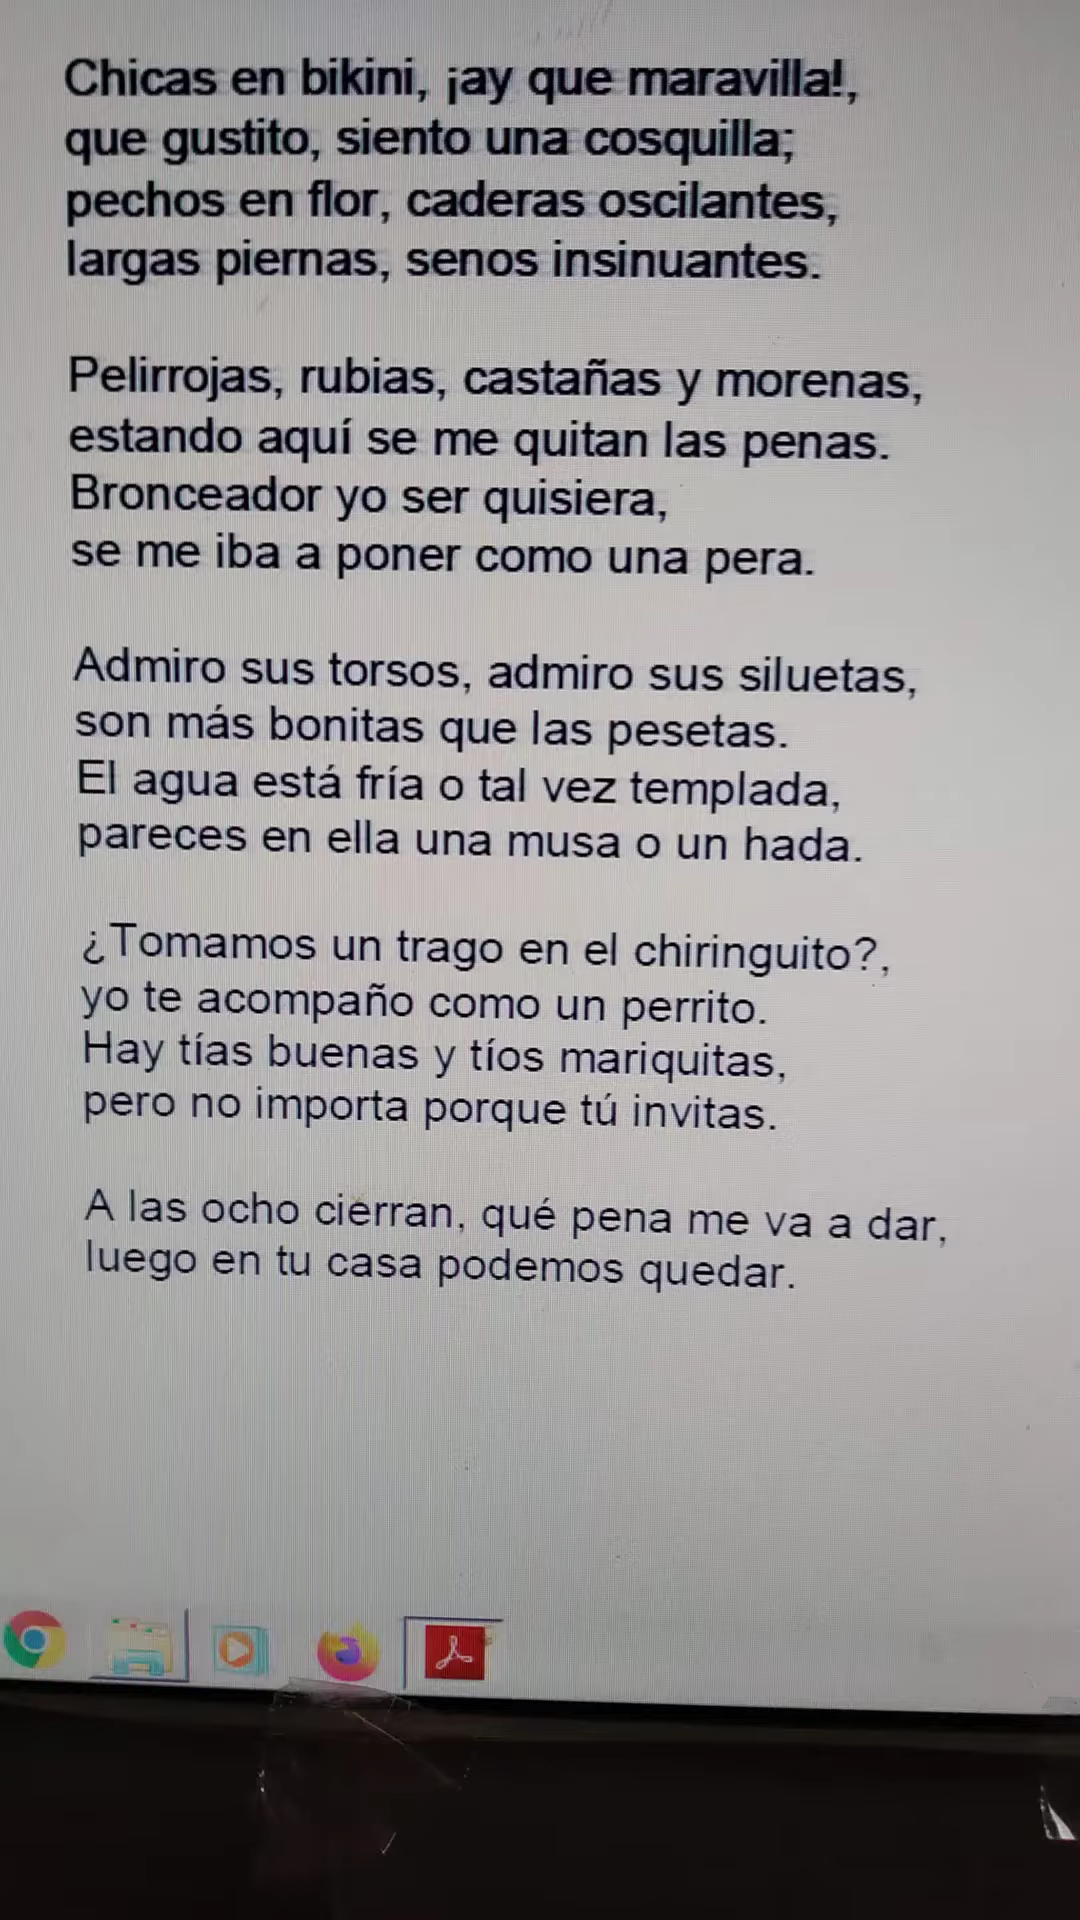 Chicas en bikini, ¡ay que maravilla!,
que gustito, siento una cosquilla;
pechos en flor, caderas oscilantes,
largas piernas, senos insinuantes.
Pelirrojas, rubias, castañas y morenas,
estando aquí se me quitan las penas.
Bronceador yo ser quisiera,
se me iba a poner como una pera.
Admiro sus torsos, admiro sus siluetas,
son más bonitas que las pesetas.
El agua está fría o tal vez templada,
pareces en ella una musa o un hada.
¿Tomamos un trago en el chiringuito?,
yo te acompaño como un perrito.
Hay tías buenas y tíos mariquitas,
pero no importa porque tú invitas.
A las ocho cierran, qué pena me va a dar,
luego en tu casa podemos quedar.